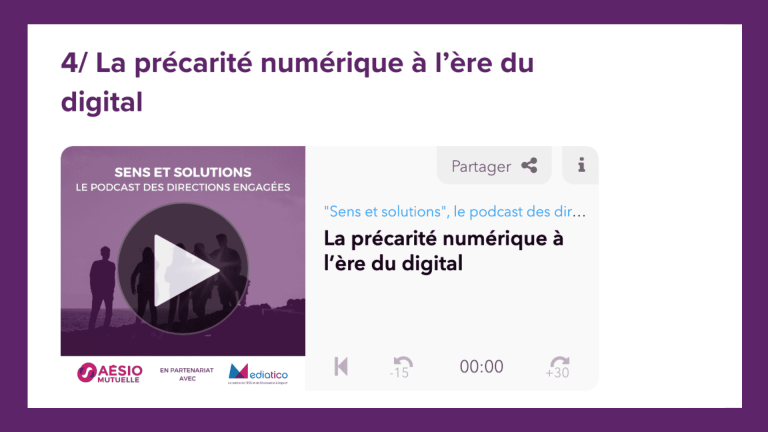 4/ La précarité numérique à l’ère du
digital
SENS ET SOLUTIONS
LE PODCAST DES DIRECTIONS ENGAGÉES
AÉSIO
MUTUELLE
EN PARTENARIAT
AVEC
Mediatico
Partager
"Sens et solutions", le podcast des dir...
La précarité numérique à
l’ère du digital
-15
00:00
+30